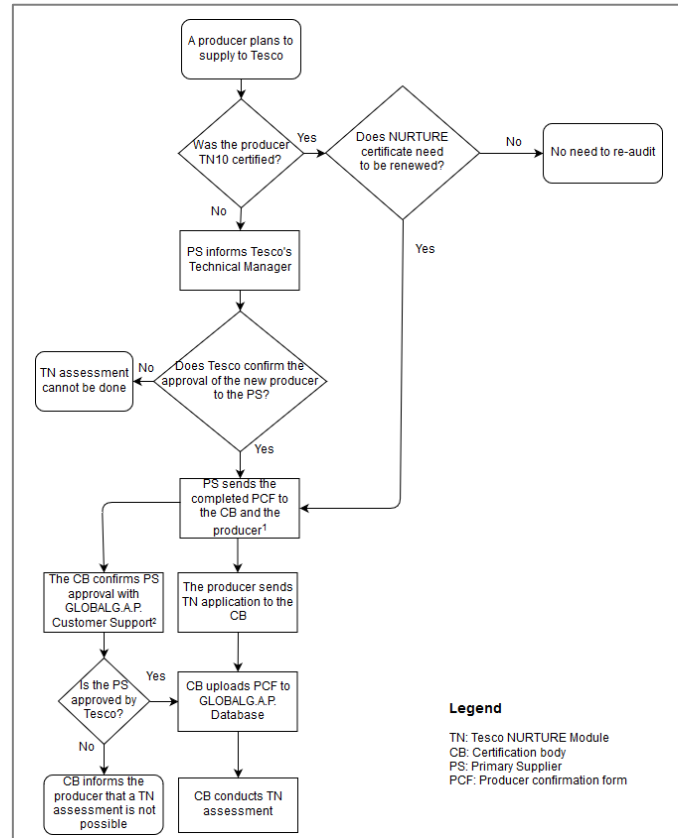 A producer plans to
supply to Tesco
Was the producer
TN10 certified?
Yes
Does NURTURE
certificate need
to be renewed?
No
No need to re-audit
No
Yes
PS informs Tesco's
Technical Manager
Does Tesco confirm the
approval of the new producer
to the PS?
No
TN assessment
cannot be done
Yes
PS sends the
completed PCF to
the CB and the
producer¹
The CB confirms PS
approval with
GLOBALG.A.P.
Customer Support²
The producer sends
TN application to the
CB
Is the PS
approved by
Tesco?
Yes
CB uploads PCF to
GLOBALG.A.P.
Database
No
CB informs the
producer that a TN
assessment is not
possible
CB conducts TN
assessment
Legend
TN: Tesco NURTURE Module
CB: Certification body
PS: Primary Supplier
PCF: Producer confirmation form